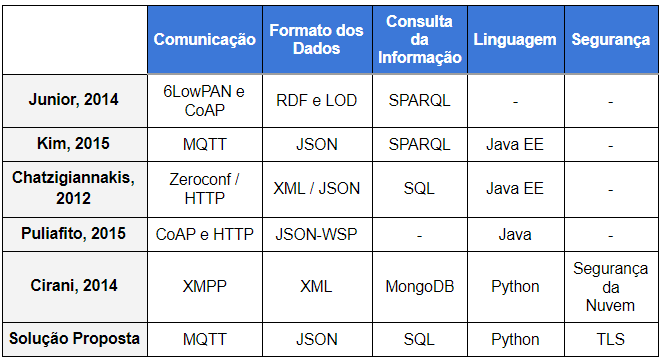 Comunicação
Formato dos
Dados
Consulta
da
Informação
Linguagem
Segurança
Junior, 2014
6LowPAN e
CoAP
RDF e LOD
SPARQL
-
-
Kim, 2015
MQTT
JSON
SPARQL
Java EE
-
Chatzigiannakis,
2012
Zeroconf /
HTTP
XML / JSON
SQL
Java EE
-
Puliafito, 2015
CoAP e HTTP
JSON-WSP
-
Java
-
Cirani, 2014
XMPP
XML
MongoDB
Python
Segurança
da
Nuvem
Solução Proposta
MQTT
JSON
SQL
Python
TLS